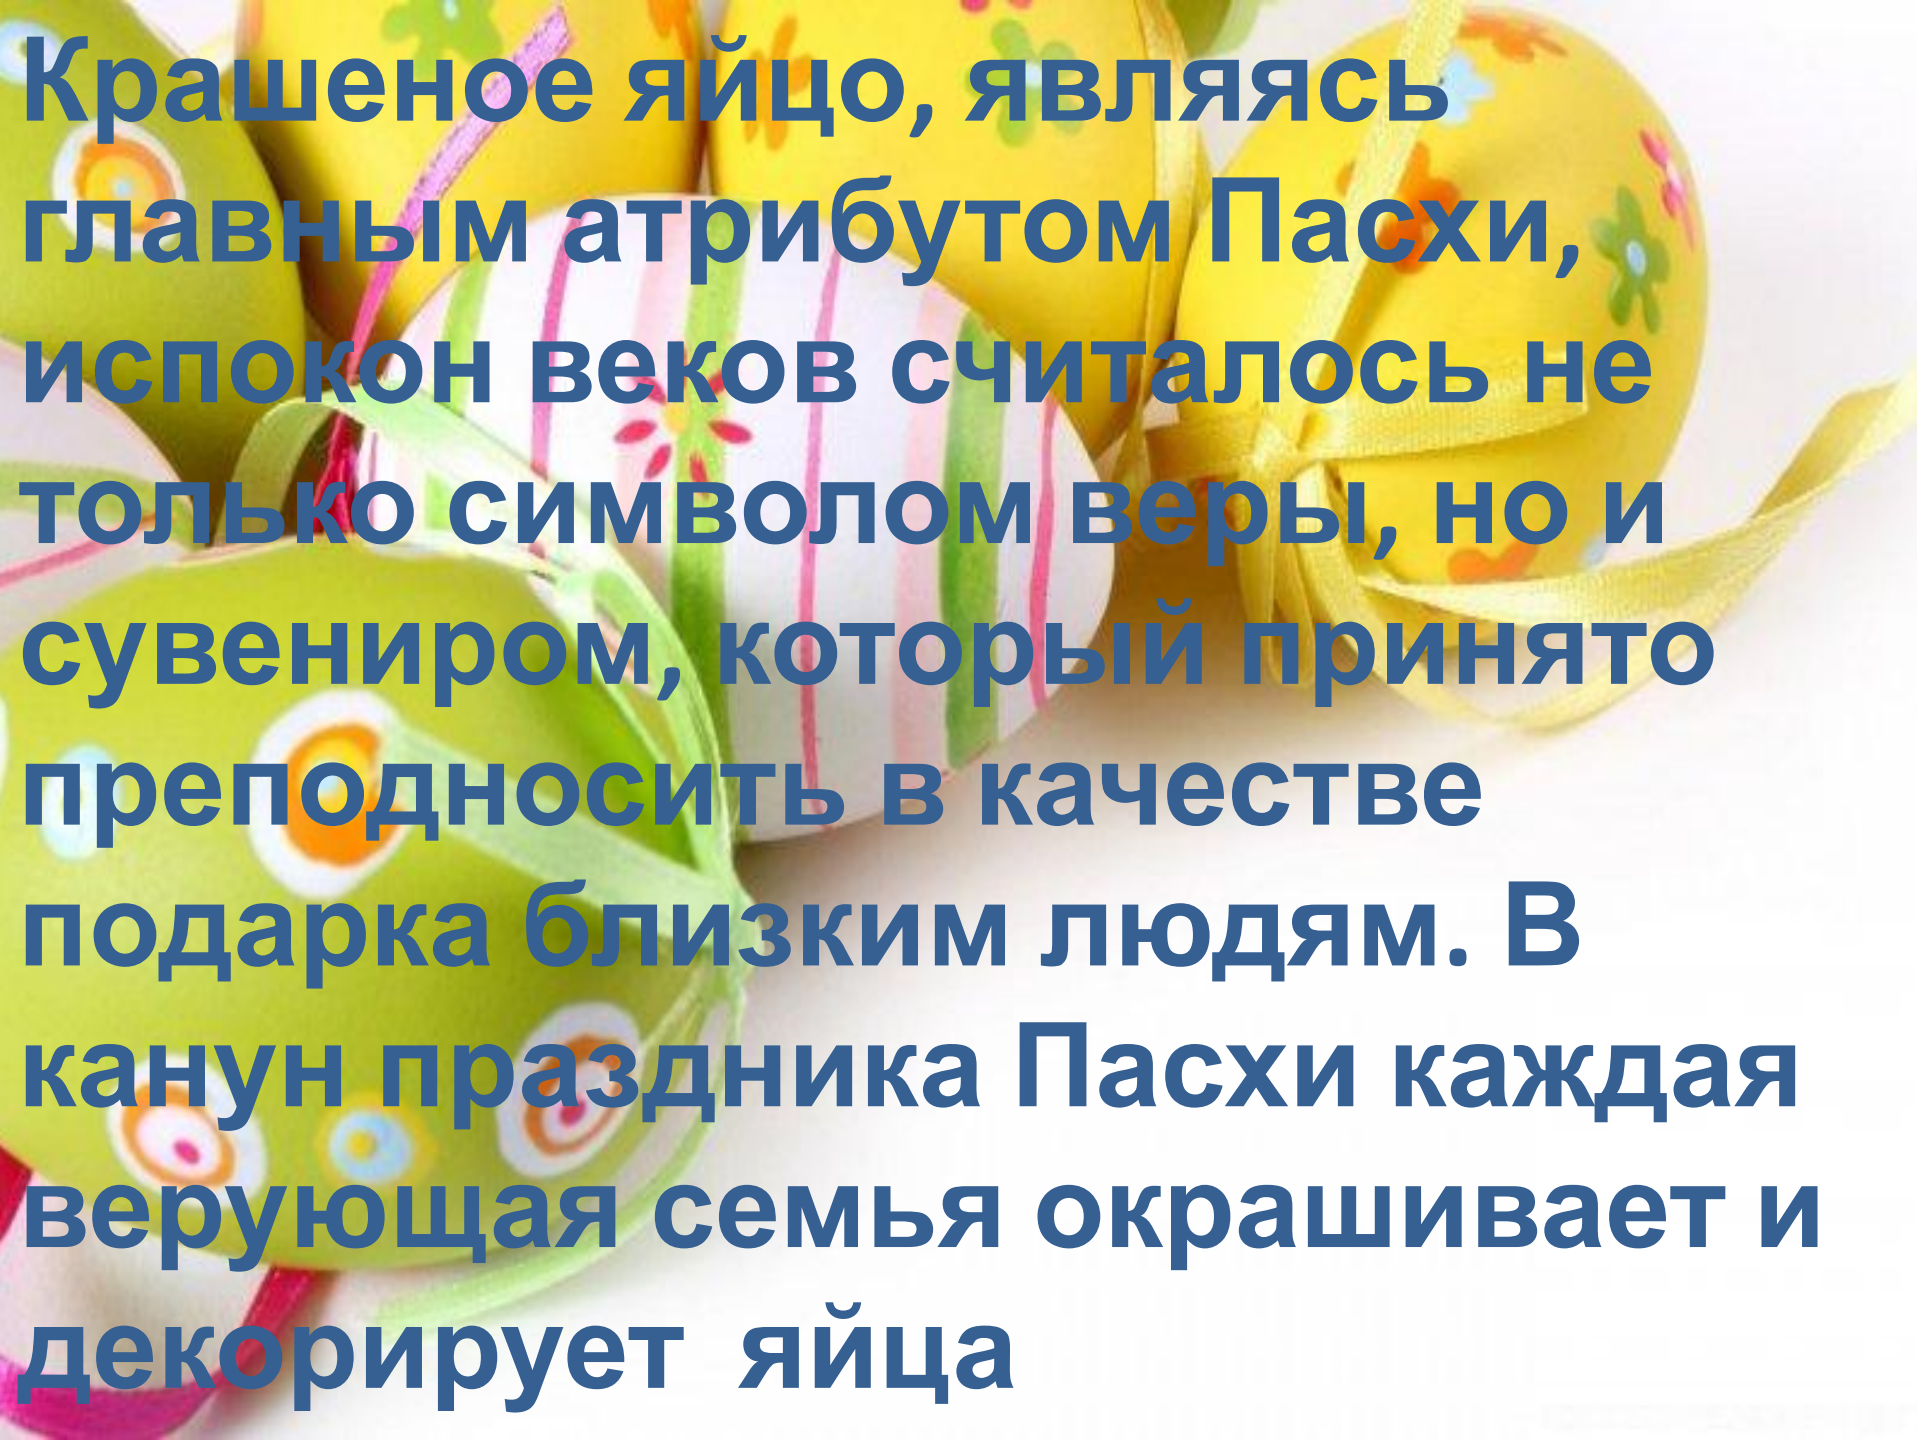 Крашеное яйцо, являясь
главным атрибутом Пасхи,
испокон веков считалось не
только символом веры, но и
сувениром, который принято
преподносить в качестве
подарка близким людям. В
канун праздника Пасхи каждая
верующая семья окрашивает и
декорирует яйца